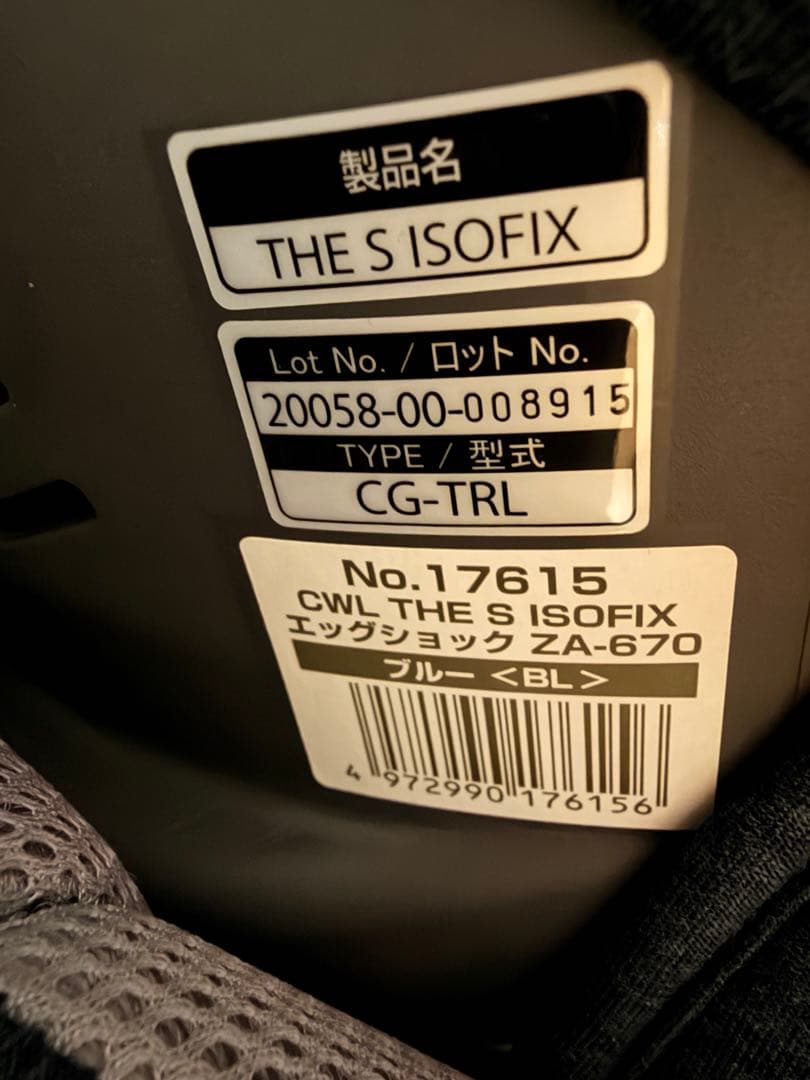 製品名
THE S ISOFIX
Lot No. / ロット No.
20058-00-008915
TYPE / 型式
CG-TRL
No.17615
CWL THE S ISOFIX
エッグショック ZA-670
ブルー <BL>
4 972990 176156